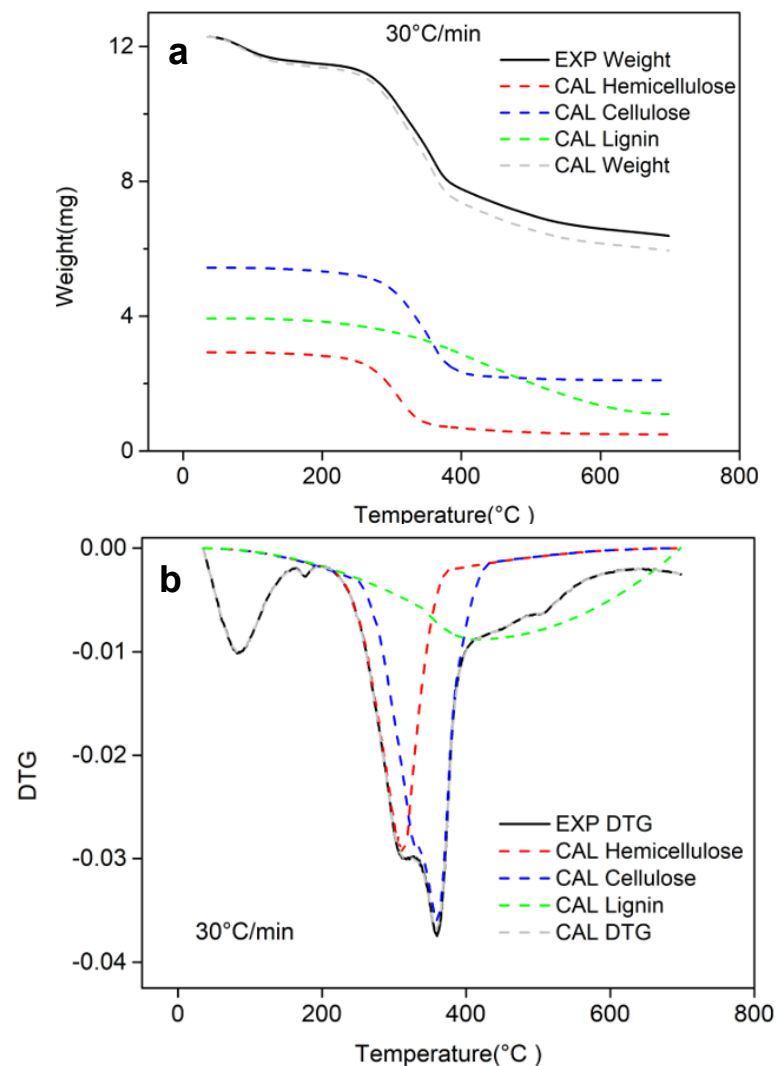 a
30°C/min
EXP Weight
CAL Hemicellulose
CAL Cellulose
CAL Lignin
CAL Weight
12
8
4
0
Weight(mg)
0 200 400 600 800
Temperature(°C )
b
0.00
-0.01
-0.02
-0.03
-0.04
DTG
EXP DTG
CAL Hemicellulose
CAL Cellulose
CAL Lignin
CAL DTG
30°C/min
0 200 400 600 800
Temperature(°C )